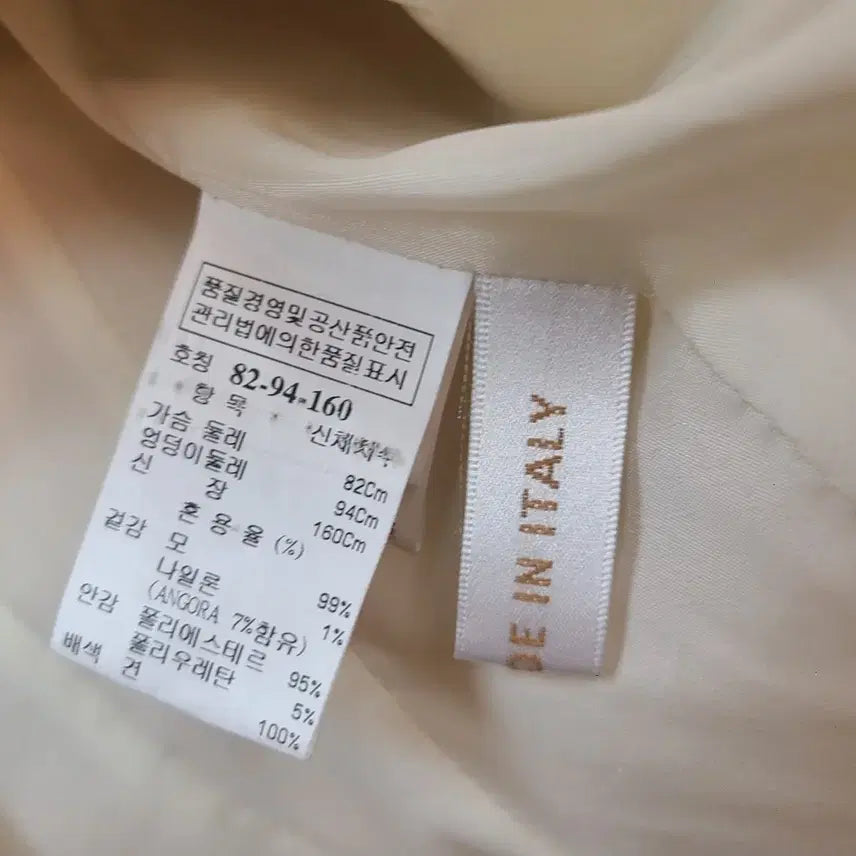 품질경영및공산품안전
관리법에의한품질표시
호칭 82-94-160
항 목 신체치수
가슴 둘레 82Cm
엉덩이둘레 94Cm
신 장 160Cm
혼 용 율 (%)
겉감 모 99%
나일론 1%
(ANGORA 7%함유)
안감 폴리에스테르 95%
폴리우레탄 5%
배색 견 100%
DE IN ITALY